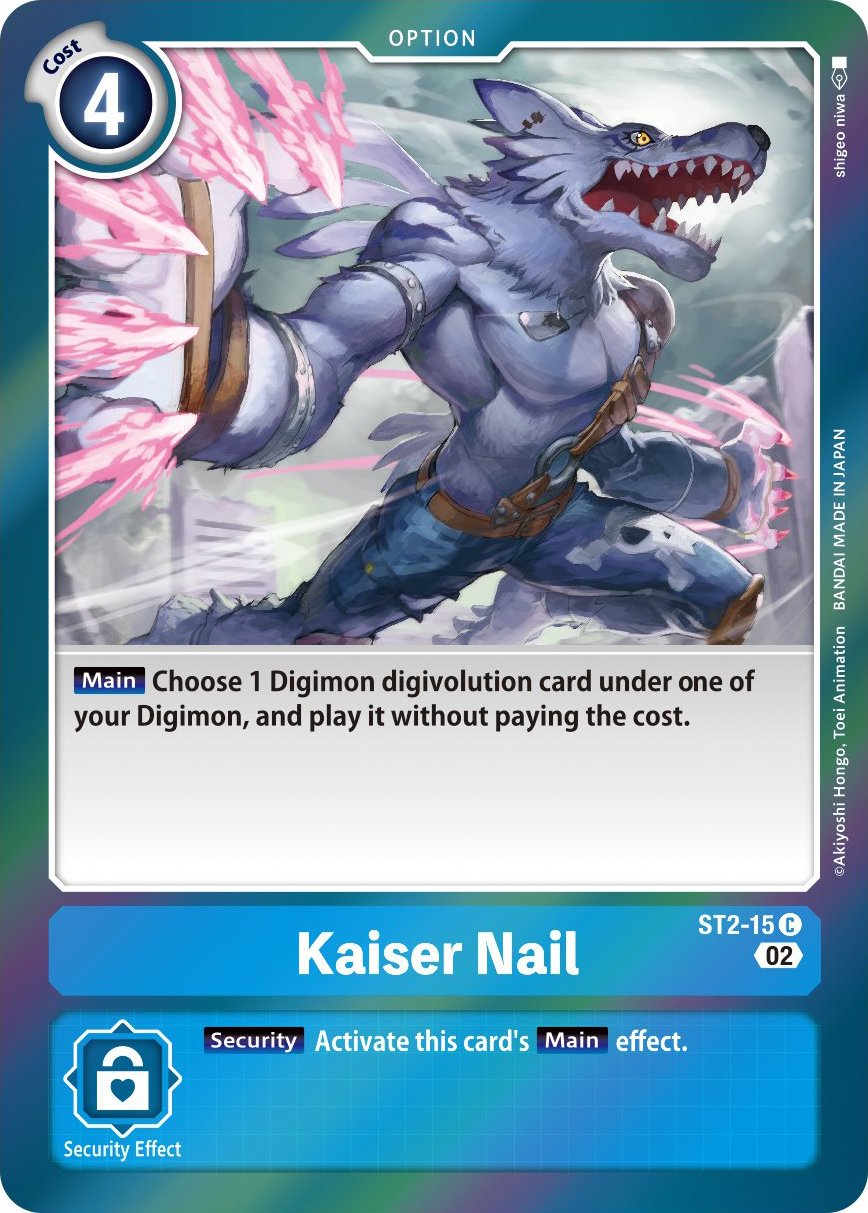 OPTION
Cost
4
shigeo niwa
Main Choose 1 Digimon digivolution card under one of
your Digimon, and play it without paying the cost.
©Akiyoshi Hongo, Toei Animation BANDAI MADE IN JAPAN
Kaiser Nail
ST2-15 C
02
Security Activate this card's Main effect.
Security Effect